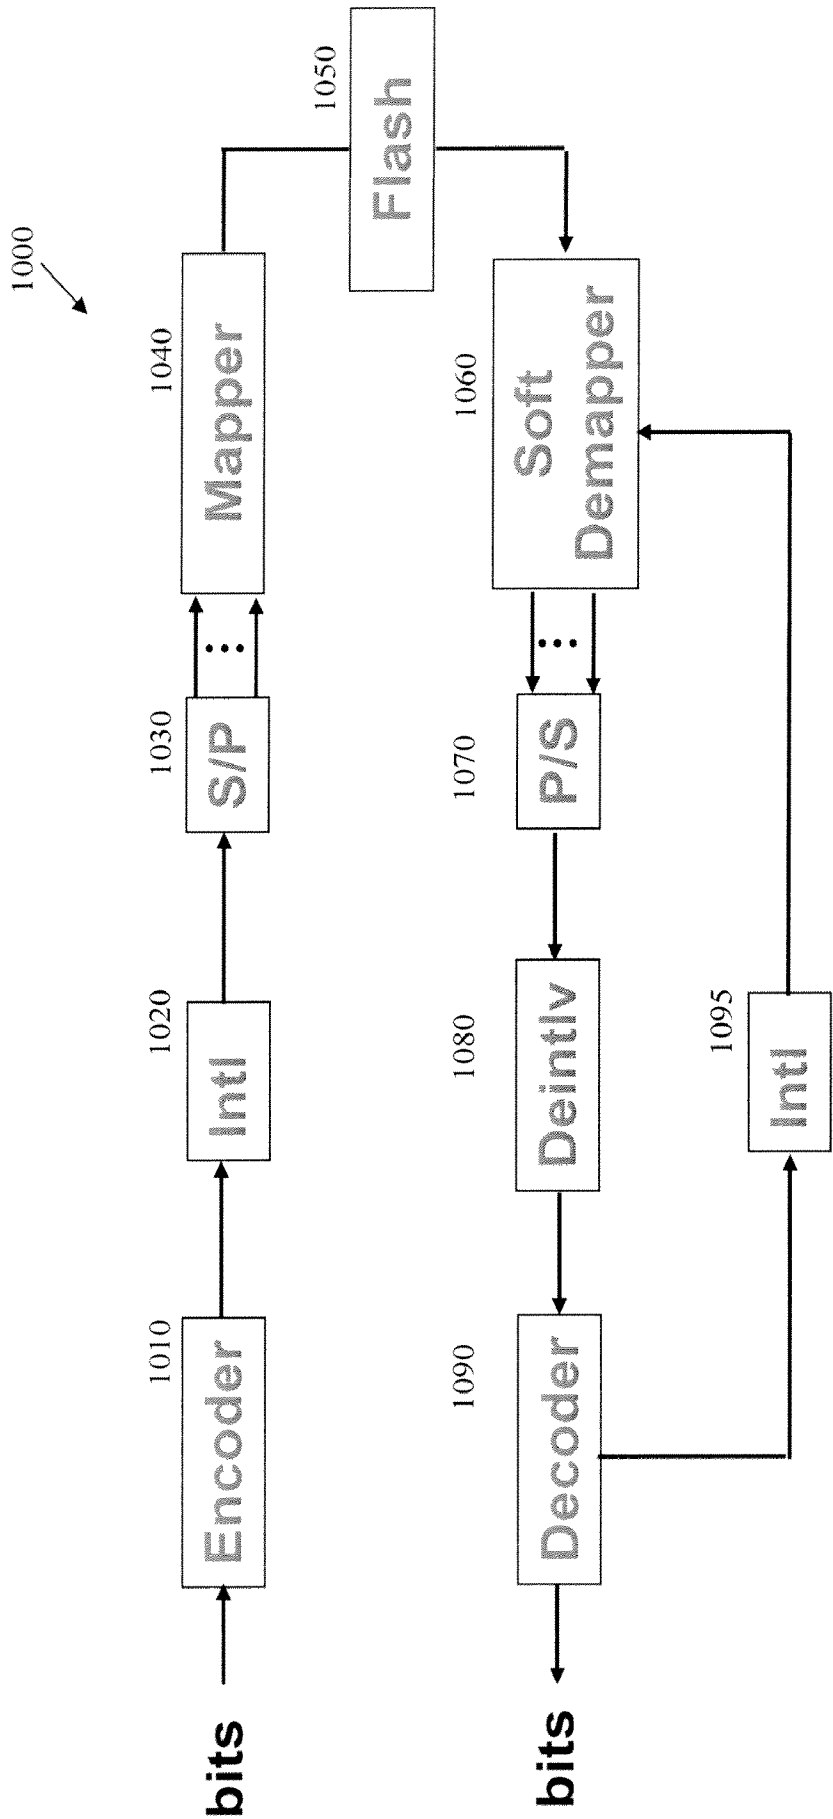 1000
bits
Encoder
1010
Intl
1020
S/P
1030
...
Mapper
1040
Flash
1050
Soft
Demapper
1060
...
P/S
1070
Deintlv
1080
Decoder
1090
bits
Intl
1095